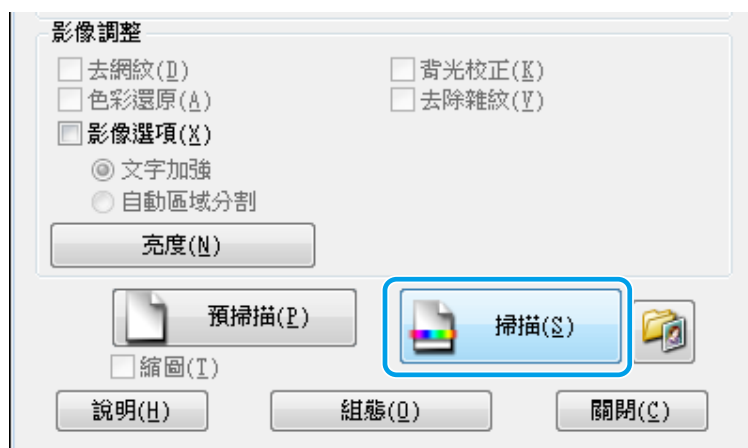 影像調整
去網紋(D) 背光校正(K)
色彩還原(A) 去除雜紋(V)
影像選項(X)
文字加強
自動區域分割
亮度(N)
預掃描(P) 掃描(S)
縮圖(T)
說明(H) 組態(O) 關閉(C)